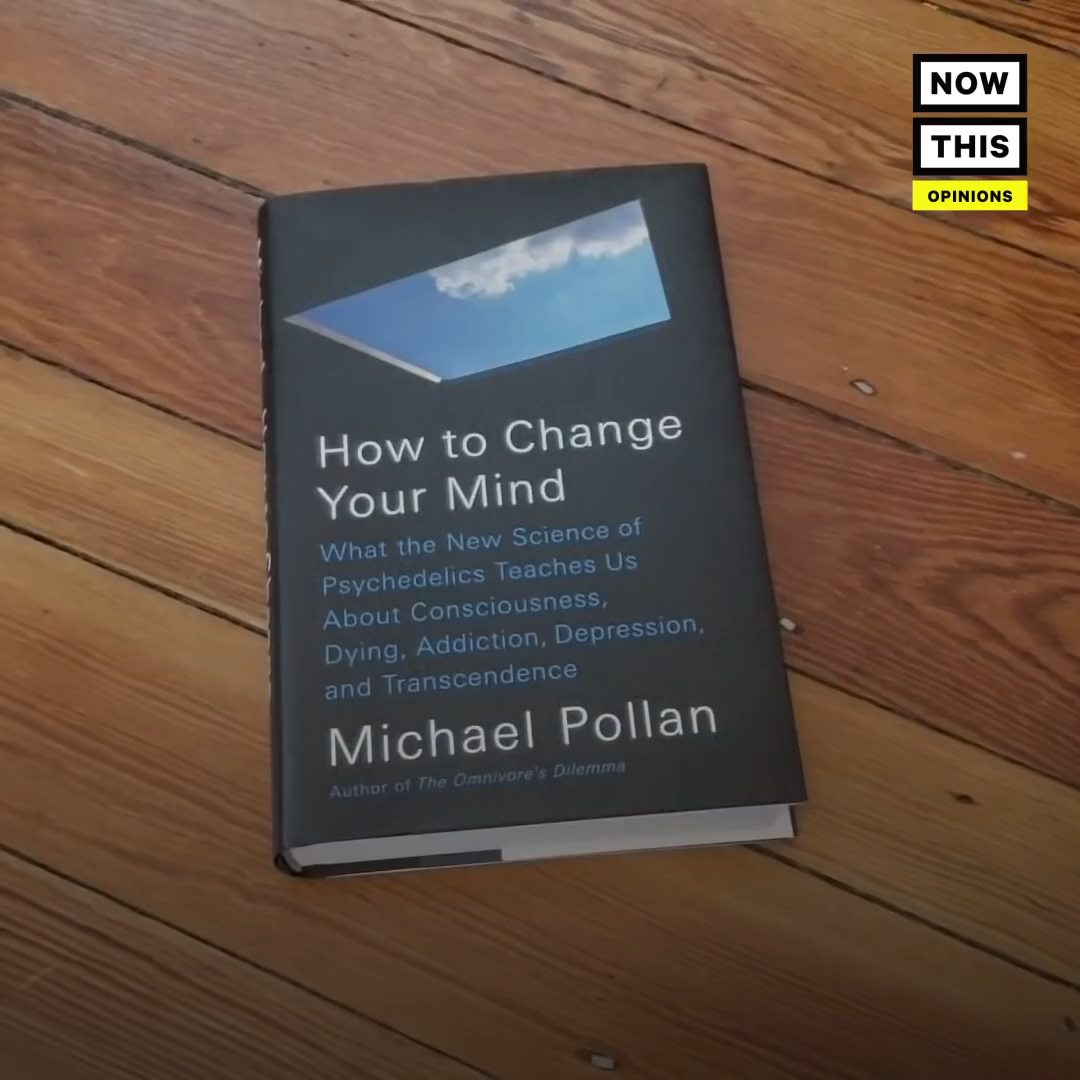 NOW
THIS
OPINIONS
How to Change
Your Mind
What the New Science of
Psychedelics Teaches Us
About Consciousness,
Dying, Addiction, Depression,
and Transcendence
Michael Pollan
Author of The Omnivore's Dilemma